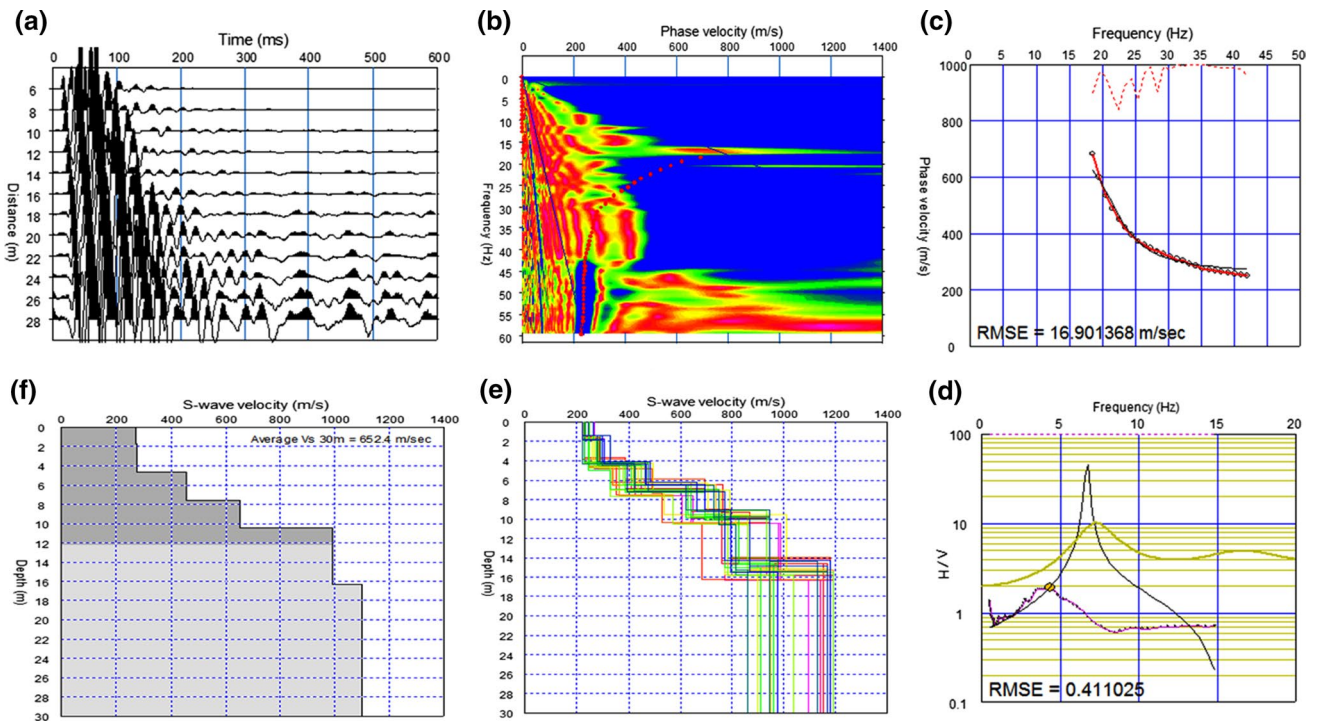 (a)
Time (ms)
0 100 200 300 400 500 600
Distance (m)
6
8
10
12
14
16
18
20
22
24
26
28
(b)
Phase velocity (m/s)
0 200 400 600 800 1000 1200 1400
Frequency (Hz)
0
5
10
15
20
25
30
35
40
45
50
55
60
(c)
Frequency (Hz)
0 5 10 15 18 20 25 30 35 40 45 50
Phase velocity (m/s)
1000
800
600
400
200
0
RMSE = 16.901368 m/sec
(f)
S-wave velocity (m/s)
0 200 400 600 800 1000 1200 1400
Average Vs 30m = 652.4 m/sec
Depth (m)
0
2
4
6
8
10
12
14
16
18
20
22
24
26
28
30
(e)
S-wave velocity (m/s)
0 200 400 600 800 1000 1200 1400
Depth (m)
0
2
4
6
8
10
12
14
16
18
20
22
24
26
28
30
(d)
Frequency (Hz)
0 5 10 15 20
H/V
100
10
1
0.1
RMSE = 0.411025